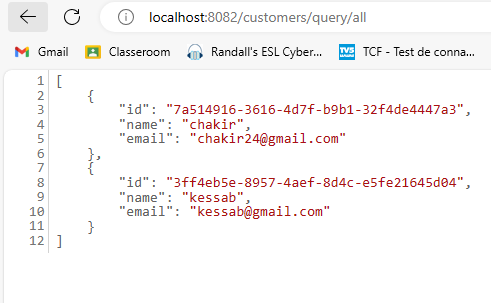 localhost:8082/customers/query/all
Gmail Classeroom Randall's ESL Cyber... TV5 MONDE TCF - Test de conna...
1 [
2 {
3 "id": "7a514916-3616-4d7f-b9b1-32f4de4447a3",
4 "name": "chakir",
5 "email": "chakir24@gmail.com"
6 },
7 {
8 "id": "3ff4eb5e-8957-4aef-8d4c-e5fe21645d04",
9 "name": "kessab",
10 "email": "kessab@gmail.com"
11 }
12 ]